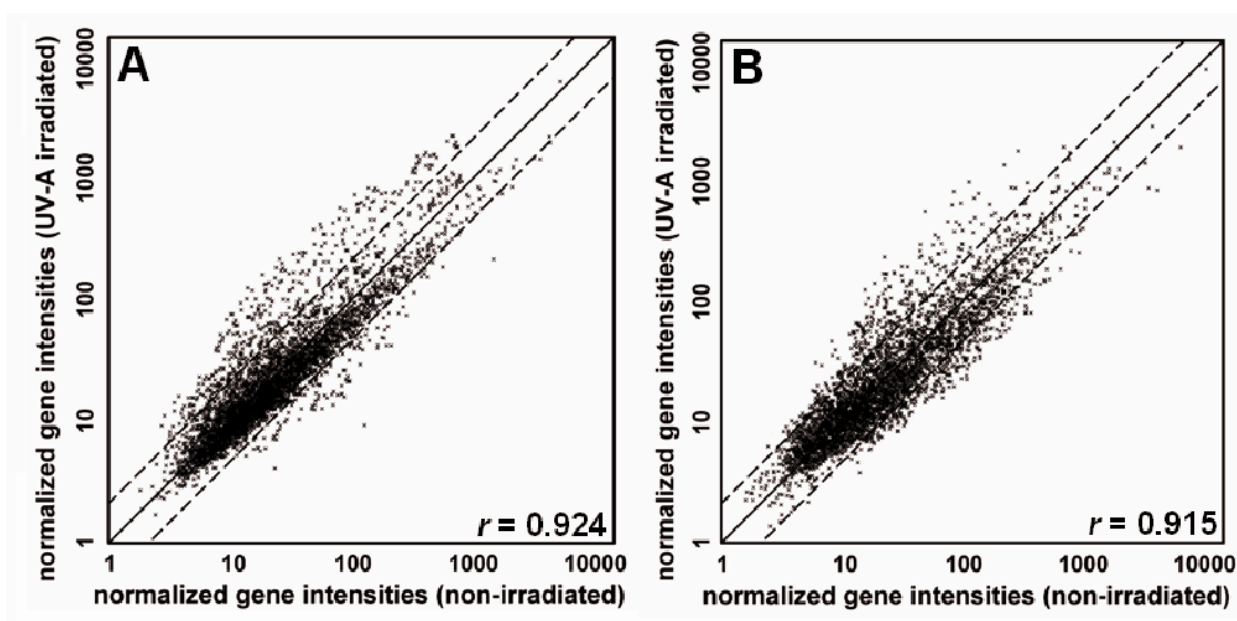 A
normalized gene intensities (UV-A irradiated)
10000
1000
100
10
1
r = 0.924
1 10 100 1000 10000
normalized gene intensities (non-irradiated)
B
normalized gene intensities (UV-A irradiated)
10000
1000
100
10
1
r = 0.915
1 10 100 1000 10000
normalized gene intensities (non-irradiated)